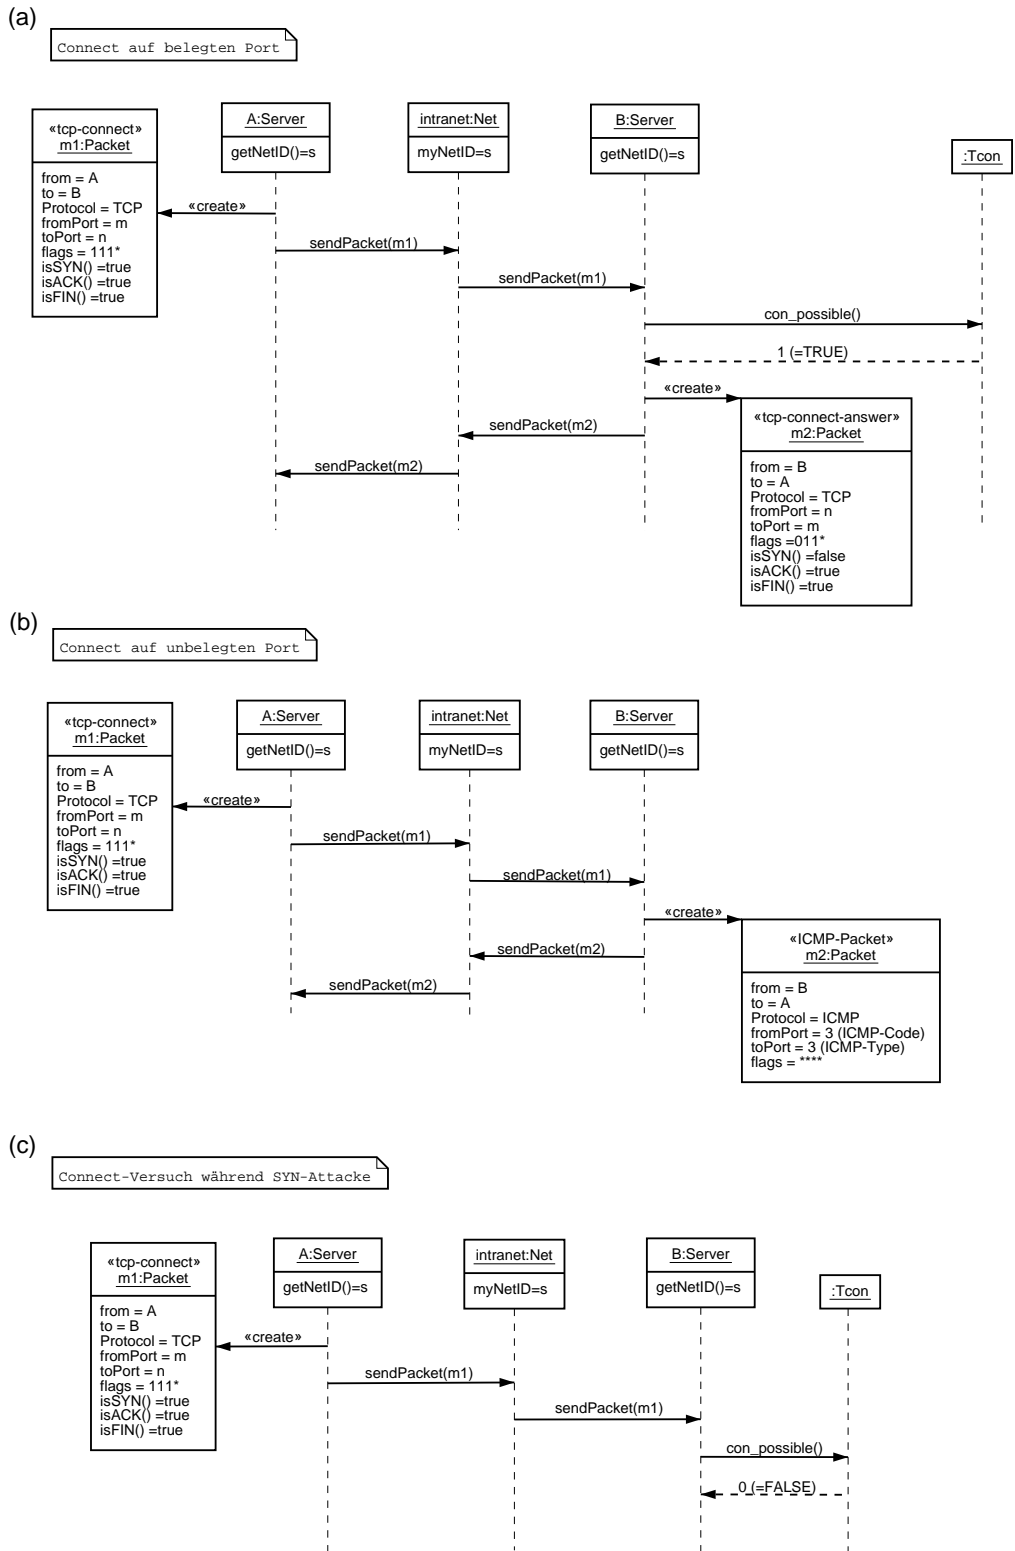 (a)
Connect auf belegten Port
«tcp-connect»
m1:Packet
from = A
to = B
Protocol = TCP
fromPort = m
toPort = n
flags = 111*
isSYN() =true
isACK() =true
isFIN() =true
A:Server
getNetID()=s
intranet:Net
myNetID=s
B:Server
getNetID()=s
:Tcon
«create»
sendPacket(m1)
sendPacket(m1)
con_possible()
1 (=TRUE)
«create»
sendPacket(m2)
sendPacket(m2)
«tcp-connect-answer»
m2:Packet
from = B
to = A
Protocol = TCP
fromPort = n
toPort = m
flags =011*
isSYN() =false
isACK() =true
isFIN() =true
(b)
Connect auf unbelegten Port
«tcp-connect»
m1:Packet
from = A
to = B
Protocol = TCP
fromPort = m
toPort = n
flags = 111*
isSYN() =true
isACK() =true
isFIN() =true
A:Server
getNetID()=s
intranet:Net
myNetID=s
B:Server
getNetID()=s
«create»
sendPacket(m1)
sendPacket(m1)
«create»
sendPacket(m2)
sendPacket(m2)
«ICMP-Packet»
m2:Packet
from = B
to = A
Protocol = ICMP
fromPort = 3 (ICMP-Code)
toPort = 3 (ICMP-Type)
flags = ****
(c)
Connect-Versuch während SYN-Attacke
«tcp-connect»
m1:Packet
from = A
to = B
Protocol = TCP
fromPort = m
toPort = n
flags = 111*
isSYN() =true
isACK() =true
isFIN() =true
A:Server
getNetID()=s
intranet:Net
myNetID=s
B:Server
getNetID()=s
:Tcon
«create»
sendPacket(m1)
sendPacket(m1)
con_possible()
0 (=FALSE)